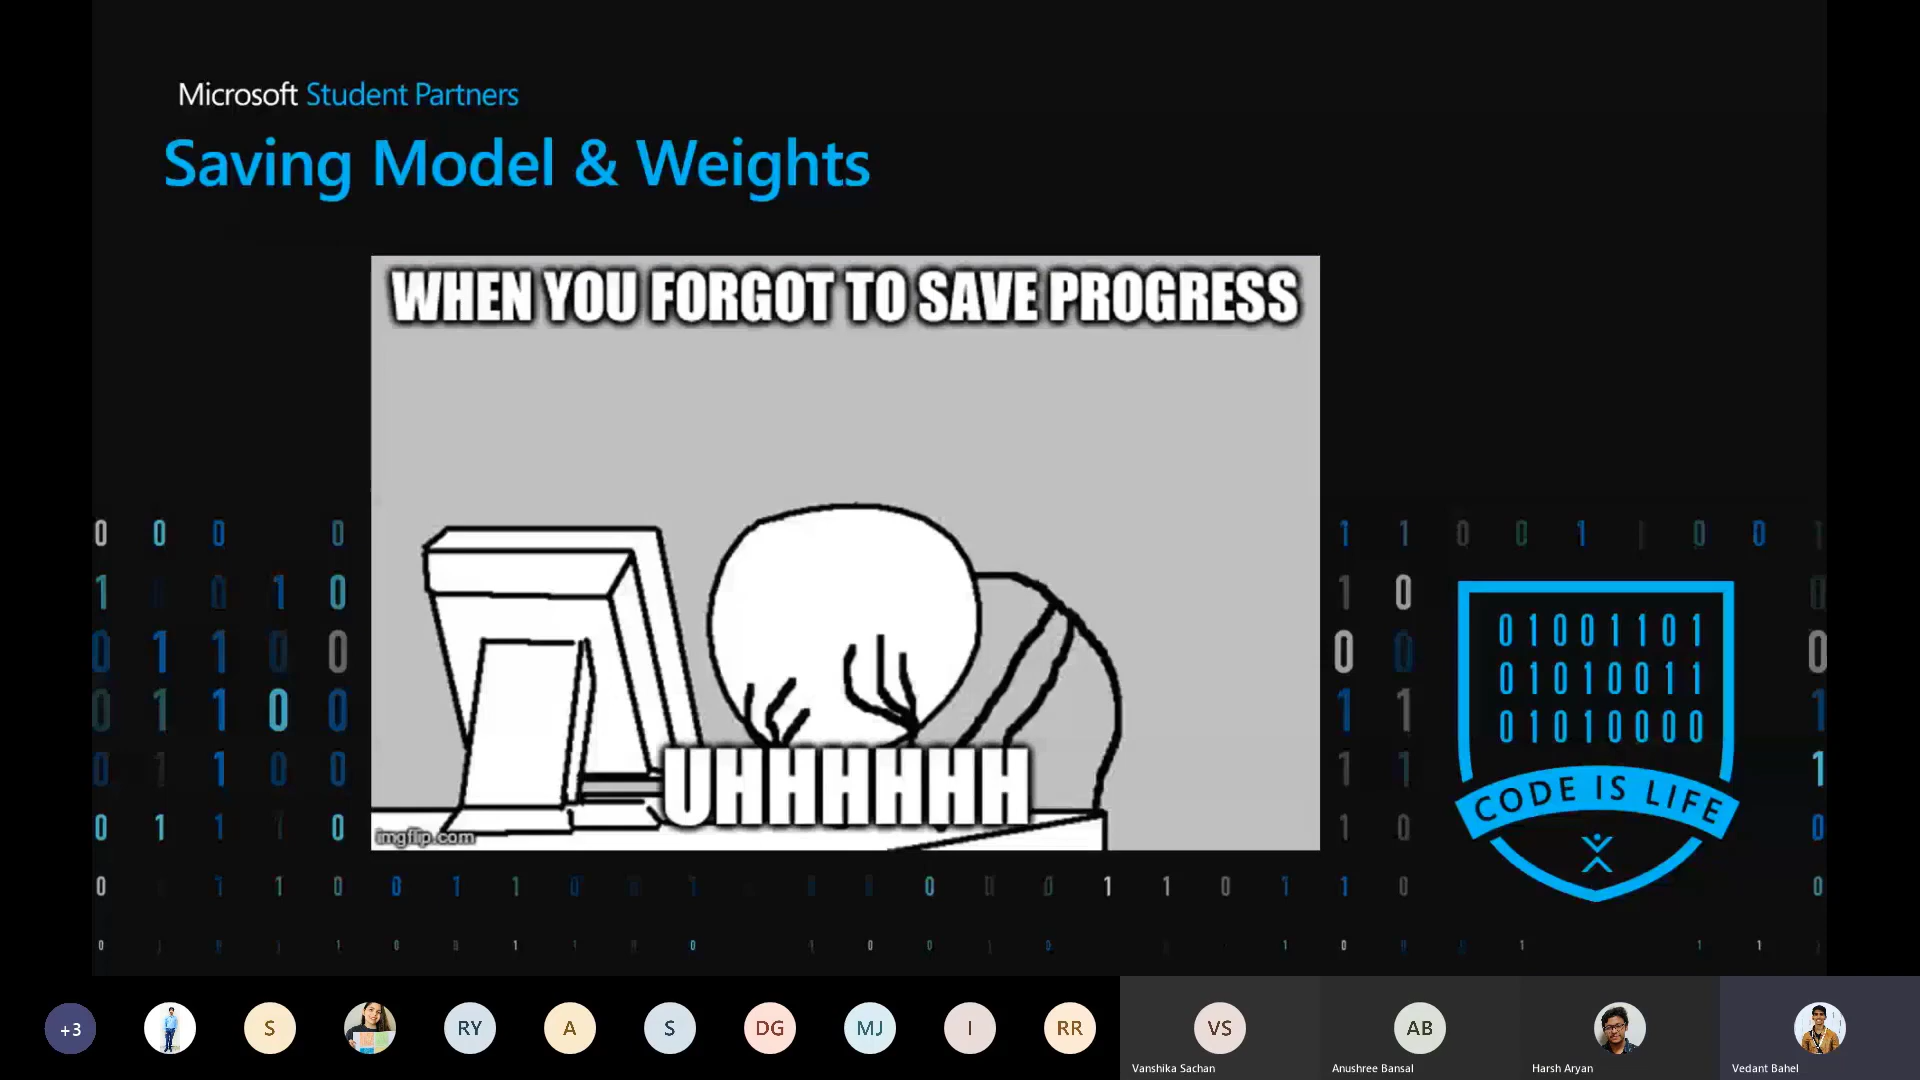 Microsoft Student Partners
Saving Model & Weights
WHEN YOU FORGOT TO SAVE PROGRESS
UHHHHHH
imgflip.com
01001101
01010011
01010000
CODE IS LIFE
+3
S
RY
A
S
DG
MJ
I
RR
VS
AB
Vanshika Sachan
Anushree Bansal
Harsh Aryan
Vedant Bahel